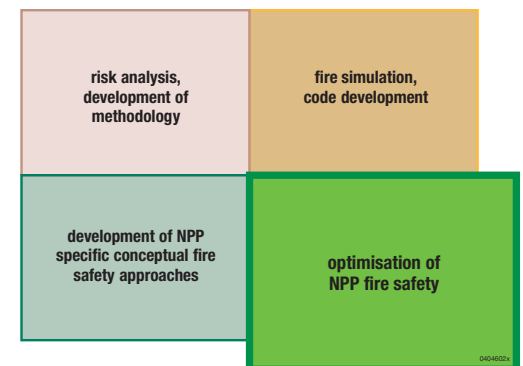 risk analysis,
development of
methodology
fire simulation,
code development
development of NPP
specific conceptual fire
safety approaches
optimisation of
NPP fire safety
0404602x